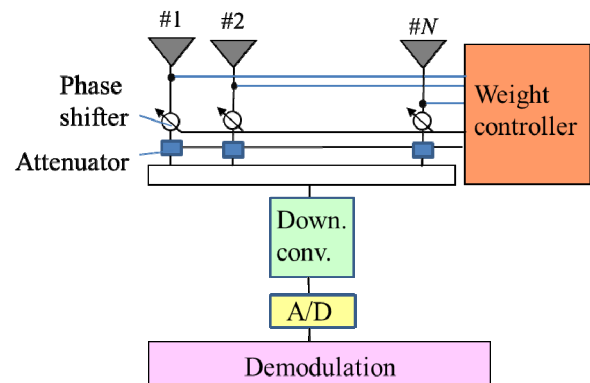 #1
#2
#N
Phase
shifter
Weight
controller
Attenuator
Down.
conv.
A/D
Demodulation